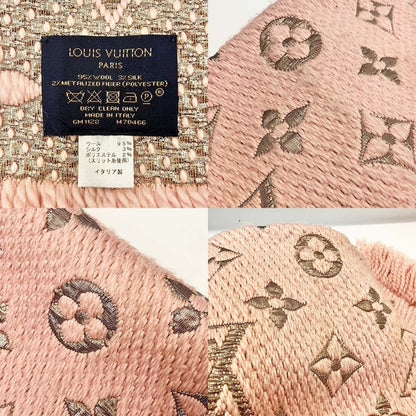 LOUIS VUITTON
PARIS
95% WOOL 3% SILK
2% METALIZED FIBER (POLYESTER)
DRY CLEAN ONLY
MADE IN ITALY
GM1128 M70466
ウール 95%
シルク 3%
ポリエステル 2%
(スリット糸使用)
イタリア製